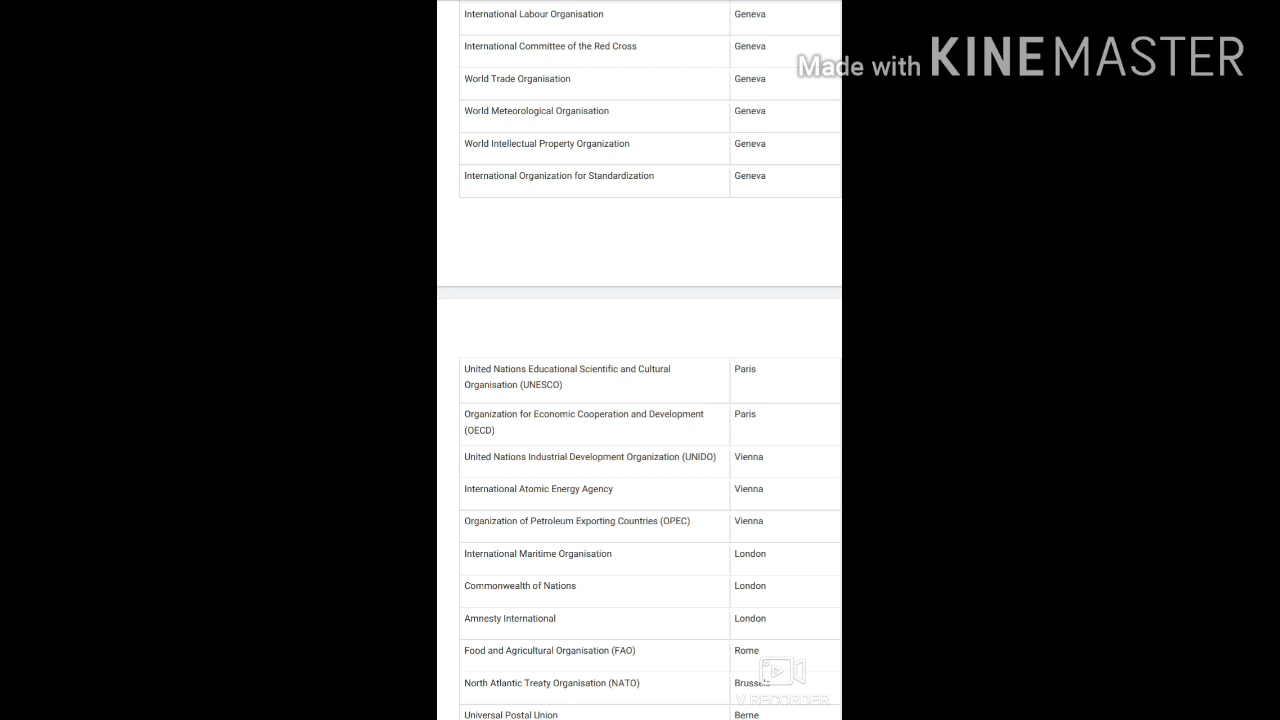 International Labour Organisation Geneva
International Committee of the Red Cross Geneva
Made with KINEMASTER
World Trade Organisation Geneva
World Meteorological Organisation Geneva
World Intellectual Property Organization Geneva
International Organization for Standardization Geneva
United Nations Educational Scientific and Cultural Paris
Organisation (UNESCO)
Organization for Economic Cooperation and Development Paris
(OECD)
United Nations Industrial Development Organization (UNIDO) Vienna
International Atomic Energy Agency Vienna
Organization of Petroleum Exporting Countries (OPEC) Vienna
International Maritime Organisation London
Commonwealth of Nations London
Amnesty International London
Food and Agricultural Organisation (FAO) Rome
North Atlantic Treaty Organisation (NATO) Brussels
V RECORDER
Universal Postal Union Berne